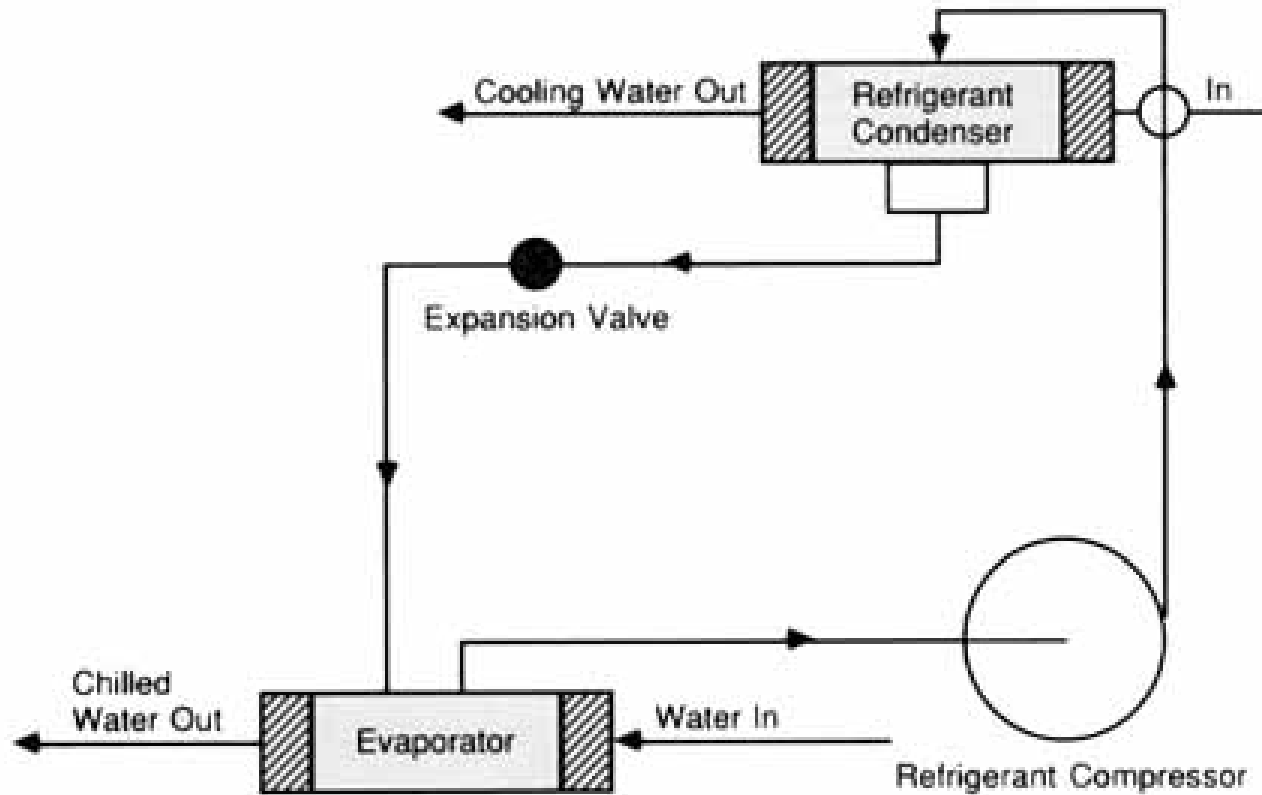 Cooling Water Out
Refrigerant
Condenser
In
Expansion Valve
Chilled
Water Out
Evaporator
Water In
Refrigerant Compressor